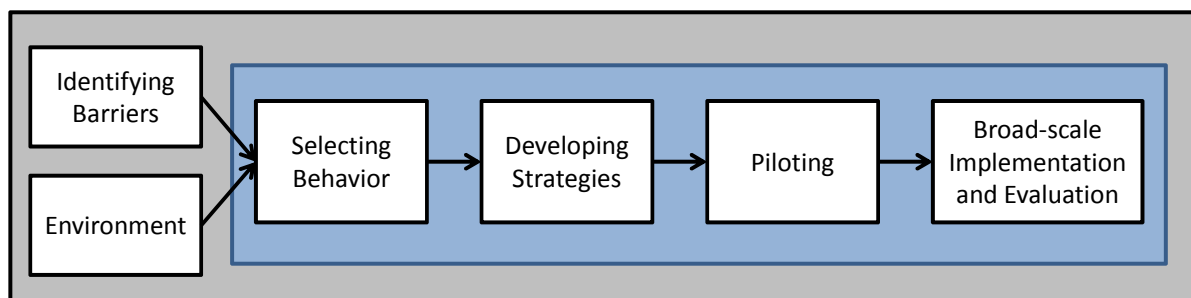 Identifying
Barriers
Environment
Selecting
Behavior
Developing
Strategies
Piloting
Broad-scale
Implementation
and Evaluation